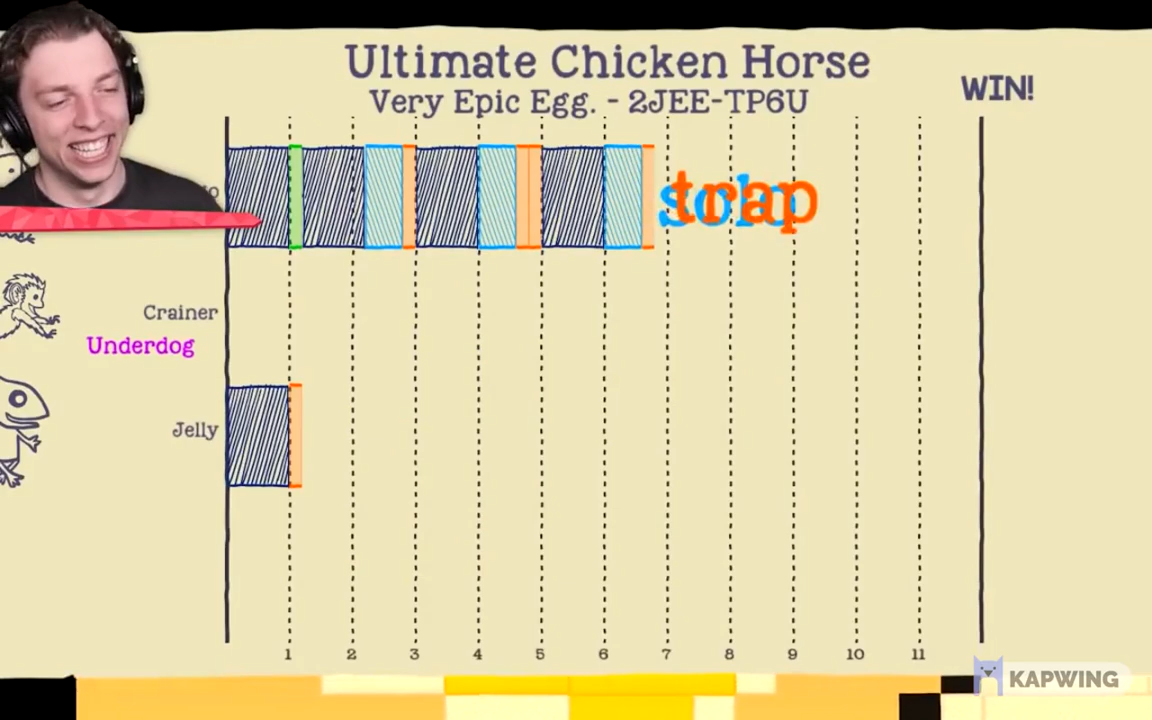 Ultimate Chicken Horse
Very Epic Egg. - 2JEE-TP6U
WIN!
solo
trap
Crainer
Underdog
Jelly
1 2 3 4 5 6 7 8 9 10 11
KAPWING